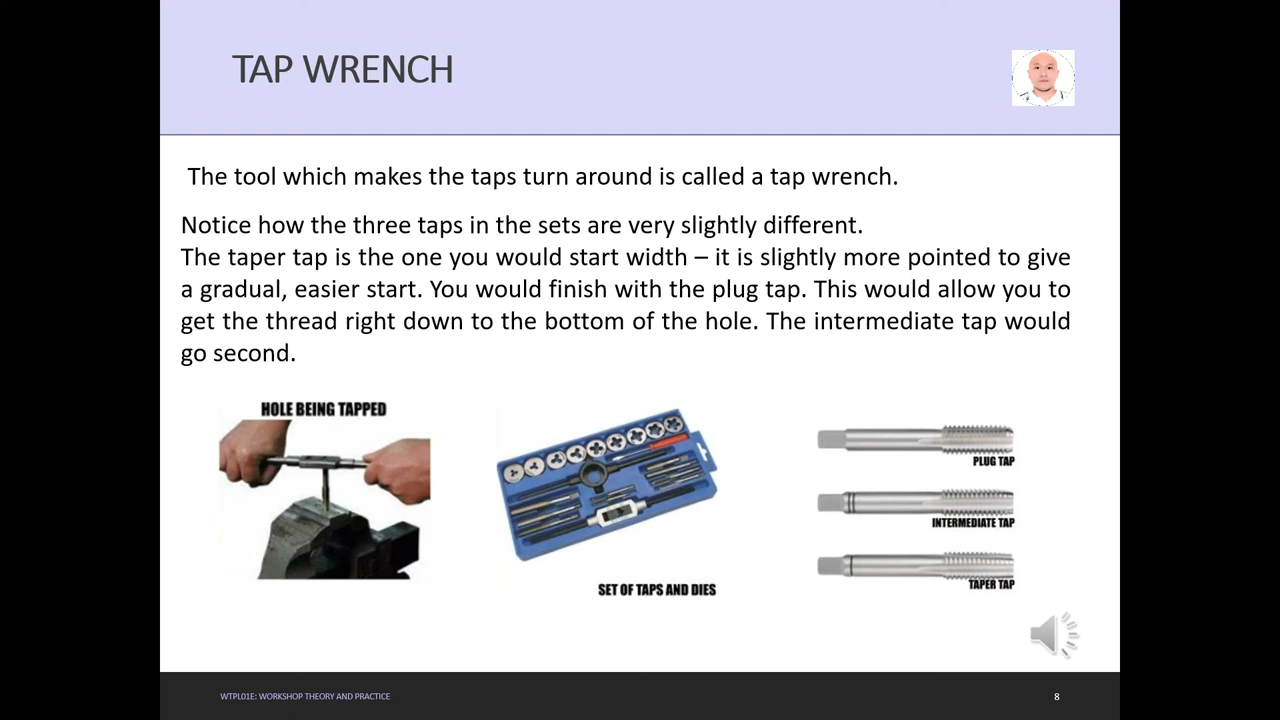 TAP WRENCH
The tool which makes the taps turn around is called a tap wrench.
Notice how the three taps in the sets are very slightly different.
The taper tap is the one you would start width – it is slightly more pointed to give
a gradual, easier start. You would finish with the plug tap. This would allow you to
get the thread right down to the bottom of the hole. The intermediate tap would
go second.
HOLE BEING TAPPED
SET OF TAPS AND DIES
PLUG TAP
INTERMEDIATE TAP
TAPER TAP
WTPL01E: WORKSHOP THEORY AND PRACTICE
8